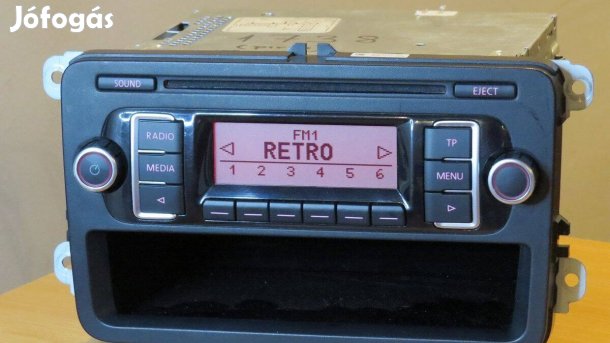 Jófogás
SOUND
EJECT
RADIO
MEDIA
FM1
RETRO
1 2 3 4 5 6
TP
MENU